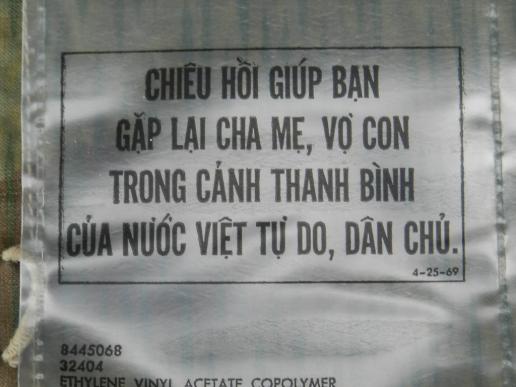 CHIÊU HỒI GIÚP BẠN
GẶP LẠI CHA MẸ, VỢ CON
TRONG CẢNH THANH BÌNH
CỦA NƯỚC VIỆT TỰ DO, DÂN CHỦ.
4-25-69
8445068
32404
ETHYLENE VINYL ACETATE COPOLYMER